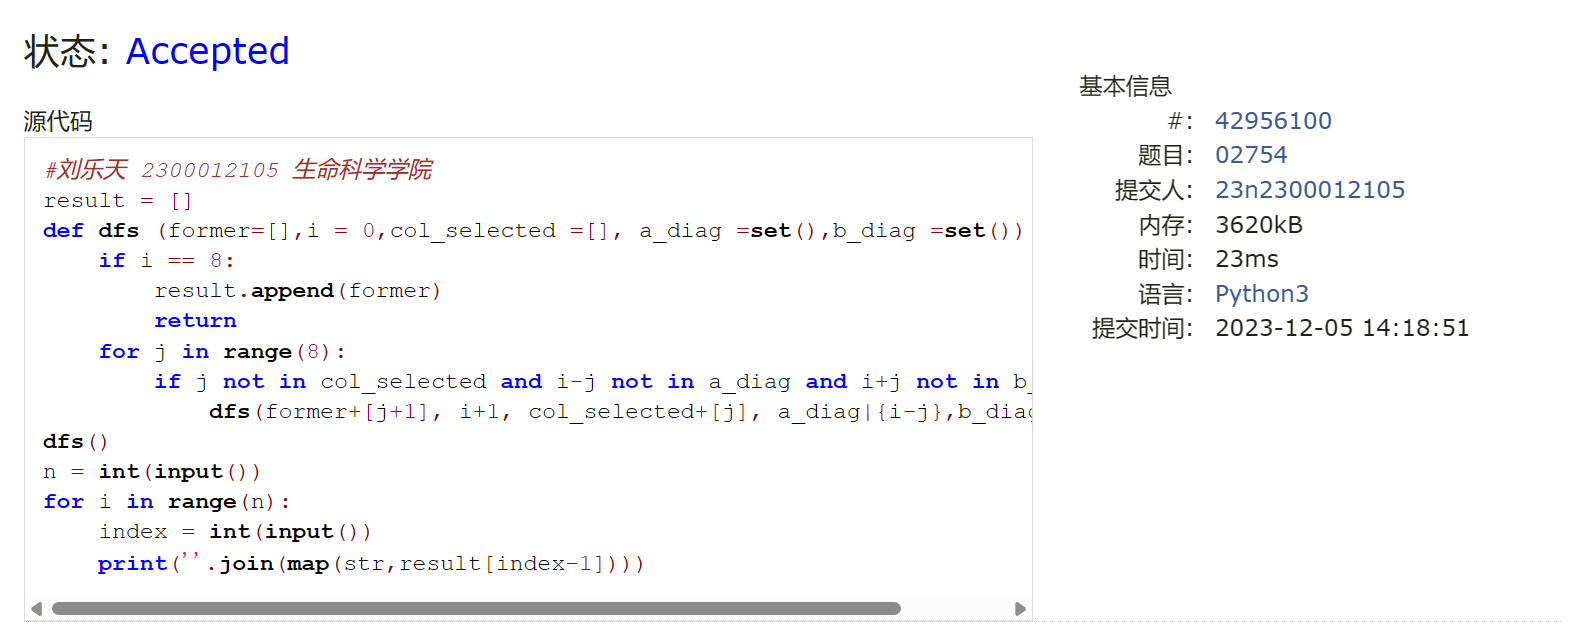 状态: Accepted
源代码
#刘乐天 2300012105 生命科学学院
result = []
def dfs (former=[],i = 0,col_selected =[], a_diag =set(),b_diag =set())
    if i == 8:
        result.append(former)
        return
    for j in range(8):
        if j not in col_selected and i-j not in a_diag and i+j not in b_
            dfs(former+[j+1], i+1, col_selected+[j], a_diag|{i-j},b_diag
dfs()
n = int(input())
for i in range(n):
    index = int(input())
    print(''.join(map(str,result[index-1])))
基本信息
#: 42956100
题目: 02754
提交人: 23n2300012105
内存: 3620kB
时间: 23ms
语言: Python3
提交时间: 2023-12-05 14:18:51